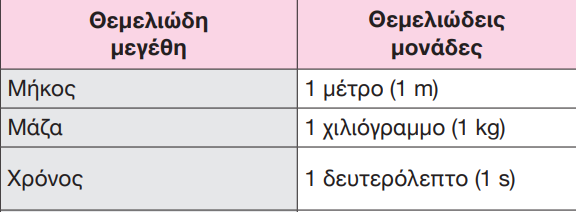 Θεμελιώδη
μεγέθη
Θεμελιώδεις
μονάδες
Μήκος
1 μέτρο (1 m)
Μάζα
1 χιλιόγραμμο (1 kg)
Χρόνος
1 δευτερόλεπτο (1 s)